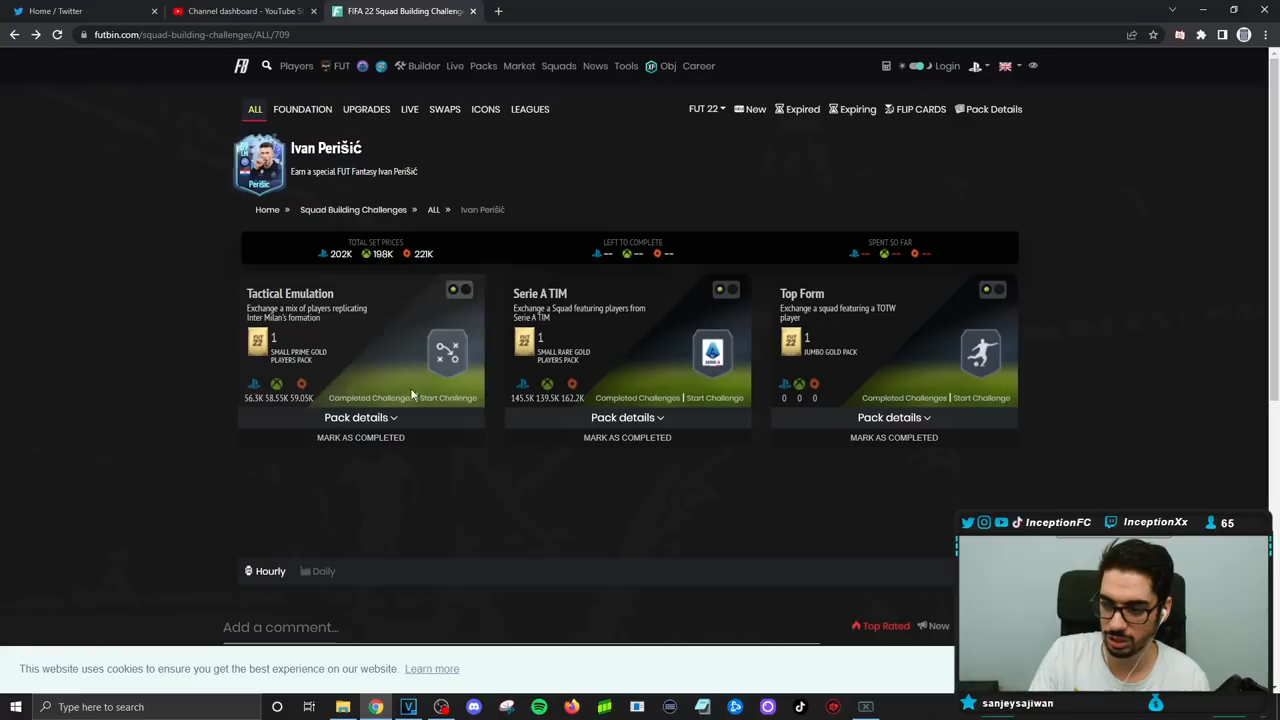 Home / Twitter
Channel dashboard - YouTube St
FIFA 22 Squad Building Challenge
futbin.com/squad-building-challenges/ALL/709
Players FUT Builder Live Packs Market Squads News Tools Obj Career Login
ALL FOUNDATION UPGRADES LIVE SWAPS ICONS LEAGUES
FUT 22 New Expired Expiring FLIP CARDS Pack Details
Perišic
Ivan Perišić
Earn a special FUT Fantasy Ivan Perišić
Home » Squad Building Challenges » ALL » Ivan Perišić
TOTAL SET PRICES
202K 198K 221K
LEFT TO COMPLETE
-- -- --
SPENT SO FAR
-- -- --
Tactical Emulation
Exchange a mix of players replicating
Inter Milan's formation
FUT 22
1
SMALL PRIME GOLD
PLAYERS PACK
56.3K 58.55K 59.05K
Completed Challenges | Start Challenge
Pack details
MARK AS COMPLETED
Serie A TIM
Exchange a Squad featuring players from
Serie A TIM
FUT 22
1
SMALL RARE GOLD
PLAYERS PACK
145.5K 139.5K 162.2K
Completed Challenges | Start Challenge
Pack details
MARK AS COMPLETED
Top Form
Exchange a squad featuring a TOTW
player
FUT 22
1
JUMBO GOLD PACK
0 0 0
Completed Challenges | Start Challenge
Pack details
MARK AS COMPLETED
Hourly Daily
Add a comment...
Top Rated New
This website uses cookies to ensure you get the best experience on our website. Learn more
InceptionFC InceptionXx 65
sanjeysajiwan
Type here to search